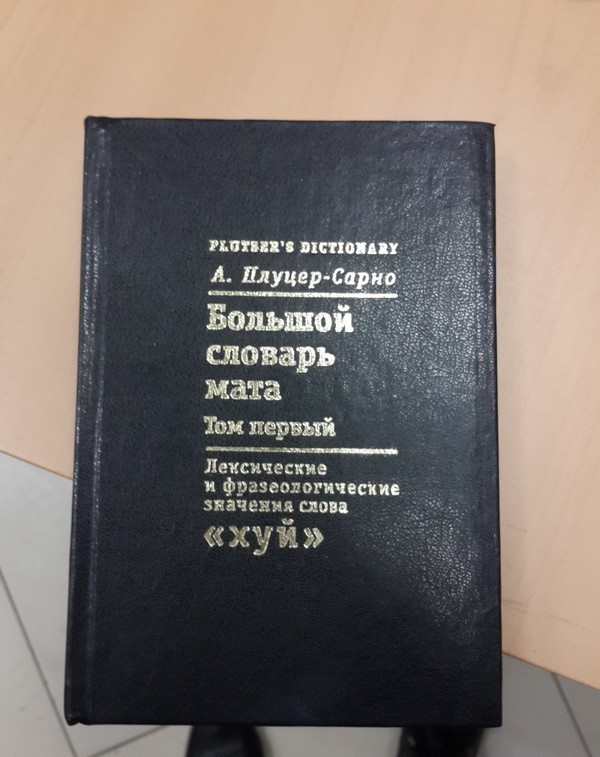 PLUTSER'S DICTIONARY
А. Плуцер-Сарно
Большой
словарь
мата
Том первый
Лексические
и фразеологические
значения слова
«хуй»